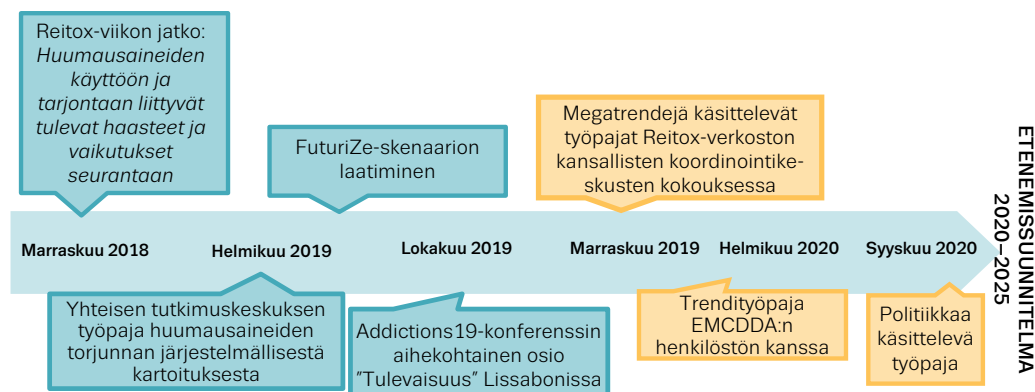 Reitox-viikon jatko:
Huumausaineiden
käyttöön ja
tarjontaan liittyvät
tulevat haasteet ja
vaikutukset
seurantaan
FuturiZe-skenaarion
laatiminen
Megatrendejä käsittelevät
työpajat Reitox-verkoston
kansallisten koordinointike-
skusten kokouksessa
Marraskuu 2018
Helmikuu 2019
Lokakuu 2019
Marraskuu 2019
Helmikuu 2020
Syyskuu 2020
ETENEMISSUUNNITELMA
2020–2025
Yhteisen tutkimuskeskuksen
työpaja huumausaineiden
torjunnan järjestelmällisestä
kartoituksesta
Addictions19-konferenssin
aihekohtainen osio
"Tulevaisuus" Lissabonissa
Trendityöpaja
EMCDDA:n
henkilöstön kanssa
Politiikkaa
käsittelevä
työpaja